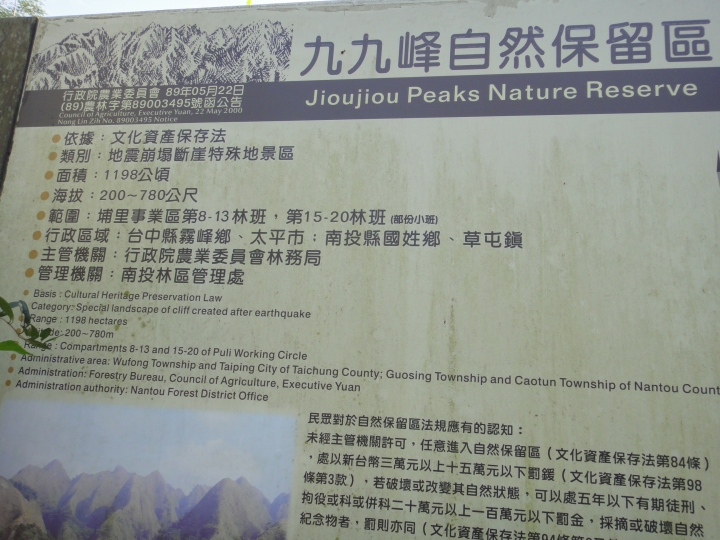 九九峰自然保留區
Jioujiou Peaks Nature Reserve
行政院農業委員會 89年05月22日
(89)農林字第89003495號函公告
Council of Agriculture, Executive Yuan, 22 May 2000
Nong Lin Zih No. 89003495 Notice
依據：文化資產保存法
類別：地震崩塌斷崖特殊地景區
面積：1198公頃
海拔：200~780公尺
範圍：埔里事業區第8-13林班，第15-20林班(部份小班)
行政區域：台中縣霧峰鄉、太平市；南投縣國姓鄉、草屯鎮
主管機關：行政院農業委員會林務局
管理機關：南投林區管理處
Basis : Cultural Heritage Preservation Law
Category: Special landscape of cliff created after earthquake
Range : 1198 hectares
200~780m
Range : Compartments 8-13 and 15-20 of Puli Working Circle
Administrative area: Wufong Township and Taiping City of Taichung County; Guosing Township and Caotun Township of Nantou Count
Administration: Forestry Bureau, Council of Agriculture, Executive Yuan
Administration authority: Nantou Forest District Office
民眾對於自然保留區法規應有的認知：
未經主管機關許可，任意進入自然保留區（文化資產保存法第84條）
，處以新台幣三萬元以上十五萬元以下罰鍰（文化資產保存法第98
條第3款），若破壞或改變其自然狀態，可以處五年以下有期徒刑、
拘役或科或併科二十萬元以上一百萬元以下罰金，採摘或破壞自然
紀念物者，罰則亦同（文化資產保存法第94條第